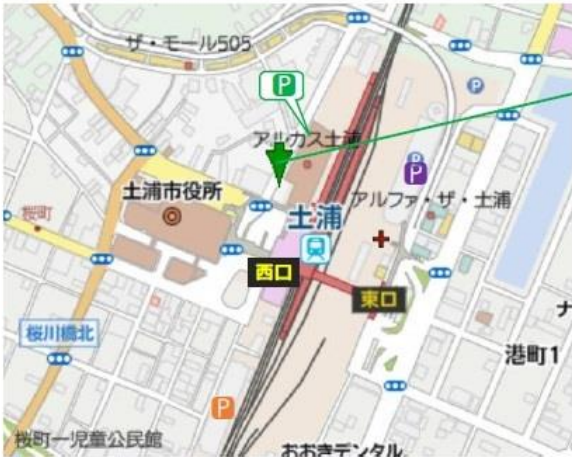 ザ・モール505
P
P
アルカス土浦
P
P
土浦市役所
アルファ・ザ・土浦
桜町
土浦
西口
東口
桜川橋北
ナ
港町1
P
桜町一児童公民館
おおきデンタル